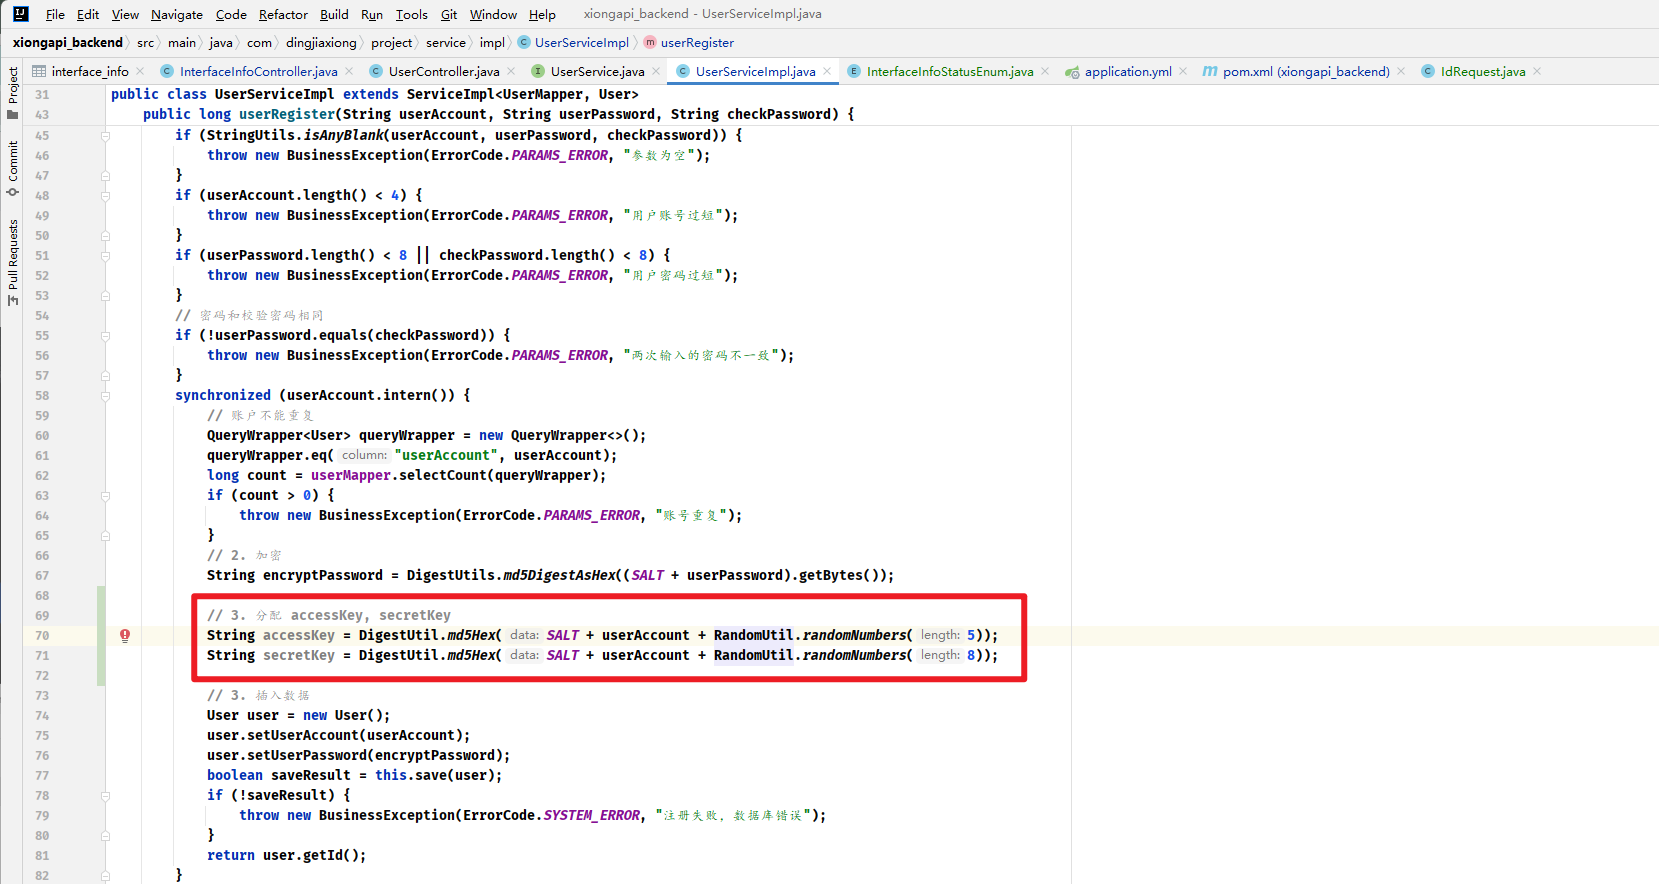 File Edit View Navigate Code Refactor Build Run Tools Git Window Help xiongapi_backend - UserServiceImpl.java
xiongapi_backend src main java com dingjiaxiong project service impl UserServiceImpl userRegister
interface_info InterfaceInfoController.java UserController.java UserService.java UserServiceImpl.java InterfaceInfoStatusEnum.java application.yml pom.xml (xiongapi_backend) IdRequest.java
Project
Commit
Pull Requests
31 public class UserServiceImpl extends ServiceImpl<UserMapper, User>
43 public long userRegister(String userAccount, String userPassword, String checkPassword) {
45 if (StringUtils.isAnyBlank(userAccount, userPassword, checkPassword)) {
46 throw new BusinessException(ErrorCode.PARAMS_ERROR, "参数为空");
47 }
48 if (userAccount.length() < 4) {
49 throw new BusinessException(ErrorCode.PARAMS_ERROR, "用户账号过短");
50 }
51 if (userPassword.length() < 8 || checkPassword.length() < 8) {
52 throw new BusinessException(ErrorCode.PARAMS_ERROR, "用户密码过短");
53 }
54 // 密码和校验密码相同
55 if (!userPassword.equals(checkPassword)) {
56 throw new BusinessException(ErrorCode.PARAMS_ERROR, "两次输入的密码不一致");
57 }
58 synchronized (userAccount.intern()) {
59 // 账户不能重复
60 QueryWrapper<User> queryWrapper = new QueryWrapper<>();
61 queryWrapper.eq( column: "userAccount", userAccount);
62 long count = userMapper.selectCount(queryWrapper);
63 if (count > 0) {
64 throw new BusinessException(ErrorCode.PARAMS_ERROR, "账号重复");
65 }
66 // 2. 加密
67 String encryptPassword = DigestUtils.md5DigestAsHex((SALT + userPassword).getBytes());
68
69 // 3. 分配 accessKey, secretKey
70 String accessKey = DigestUtil.md5Hex( data: SALT + userAccount + RandomUtil.randomNumbers( length: 5));
71 String secretKey = DigestUtil.md5Hex( data: SALT + userAccount + RandomUtil.randomNumbers( length: 8));
72
73 // 3. 插入数据
74 User user = new User();
75 user.setUserAccount(userAccount);
76 user.setUserPassword(encryptPassword);
77 boolean saveResult = this.save(user);
78 if (!saveResult) {
79 throw new BusinessException(ErrorCode.SYSTEM_ERROR, "注册失败，数据库错误");
80 }
81 return user.getId();
82 }